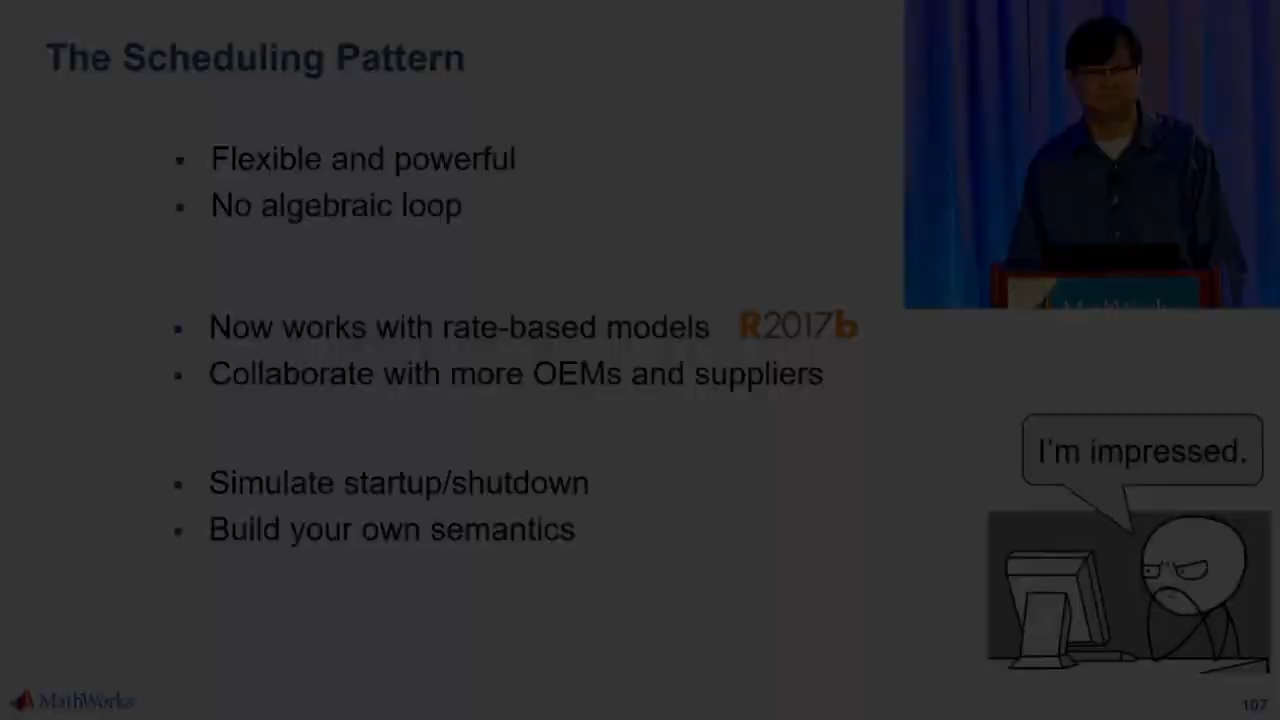 The Scheduling Pattern
Flexible and powerful
No algebraic loop
Now works with rate-based models R2017b
Collaborate with more OEMs and suppliers
Simulate startup/shutdown
Build your own semantics
I'm impressed.
MathWorks
107